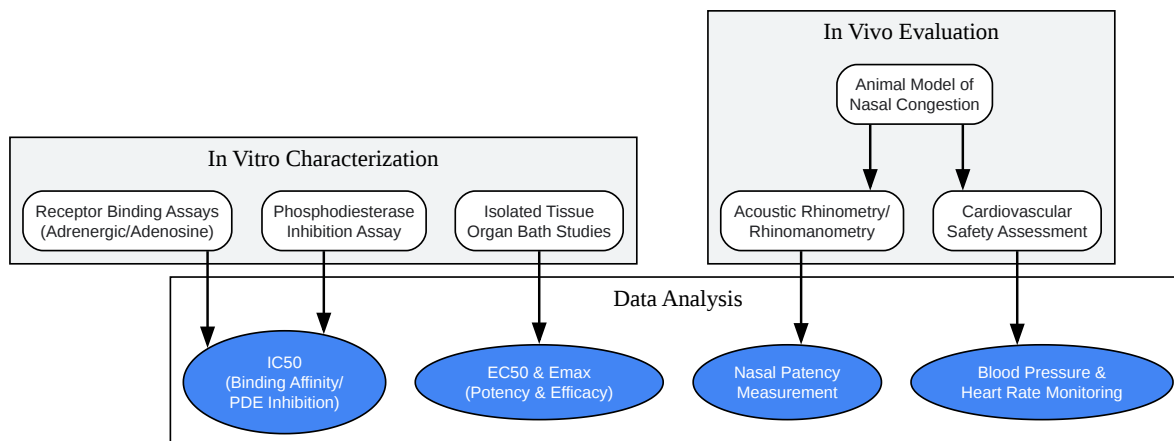 In Vivo Evaluation
Animal Model of
Nasal Congestion
In Vitro Characterization
Receptor Binding Assays
(Adrenergic/Adenosine)
Phosphodiesterase
Inhibition Assay
Isolated Tissue
Organ Bath Studies
Acoustic Rhinometry/
Rhinomanometry
Cardiovascular
Safety Assessment
Data Analysis
IC50
(Binding Affinity/
PDE Inhibition)
EC50 & Emax
(Potency & Efficacy)
Nasal Patency
Measurement
Blood Pressure &
Heart Rate Monitoring